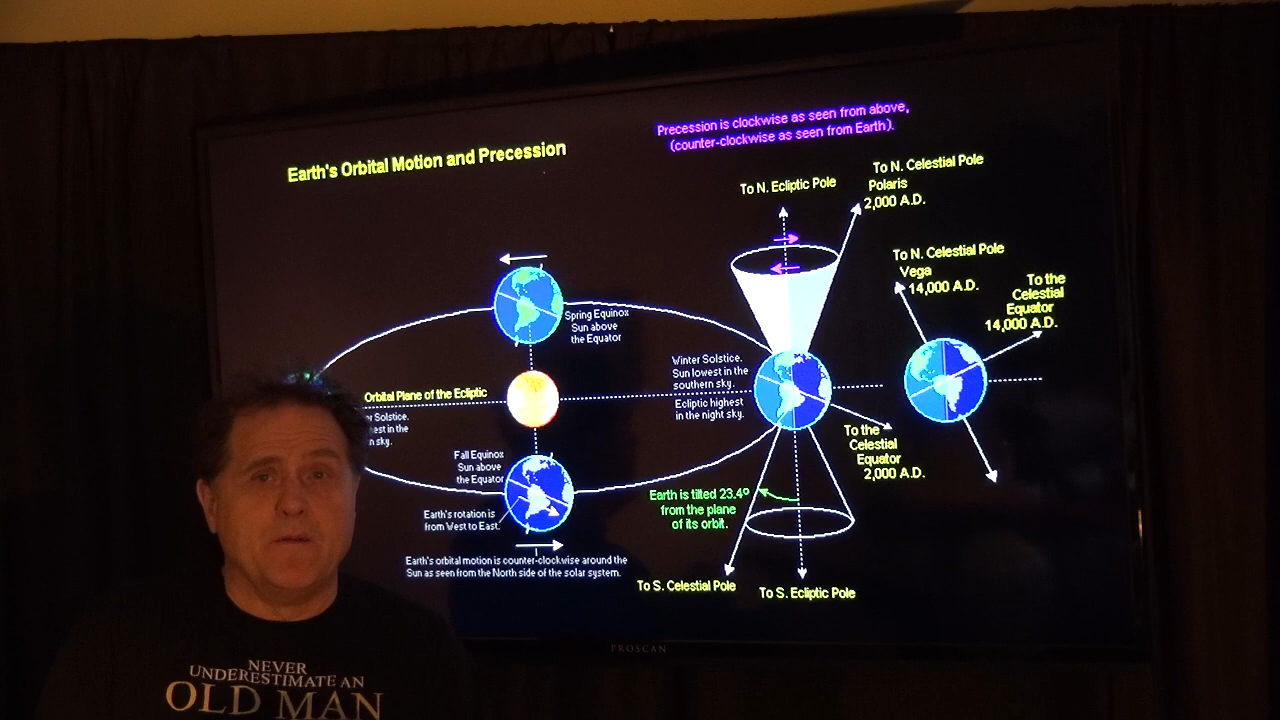 Earth's Orbital Motion and Precession
Precession is clockwise as seen from above,
(counter-clockwise as seen from Earth).
To N. Ecliptic Pole
To N. Celestial Pole
Polaris
2,000 A.D.
To N. Celestial Pole
Vega
14,000 A.D.
To the
Celestial
Equator
14,000 A.D.
Spring Equinox
Sun above
the Equator
Winter Solstice.
Sun lowest in the
southern sky.
Ecliptic highest
in the night sky.
Orbital Plane of the Ecliptic
er Solstice.
hest in the
n sky.
Fall Equinox
Sun above
the Equator
Earth's rotation is
from West to East.
To the
Celestial
Equator
2,000 A.D.
Earth is tilted 23.4º
from the plane
of its orbit.
Earth's orbital motion is counter-clockwise around the
Sun as seen from the North side of the solar system.
To S. Celestial Pole
To S. Ecliptic Pole
PROSCAN
NEVER
UNDERESTIMATE AN
OLD MAN